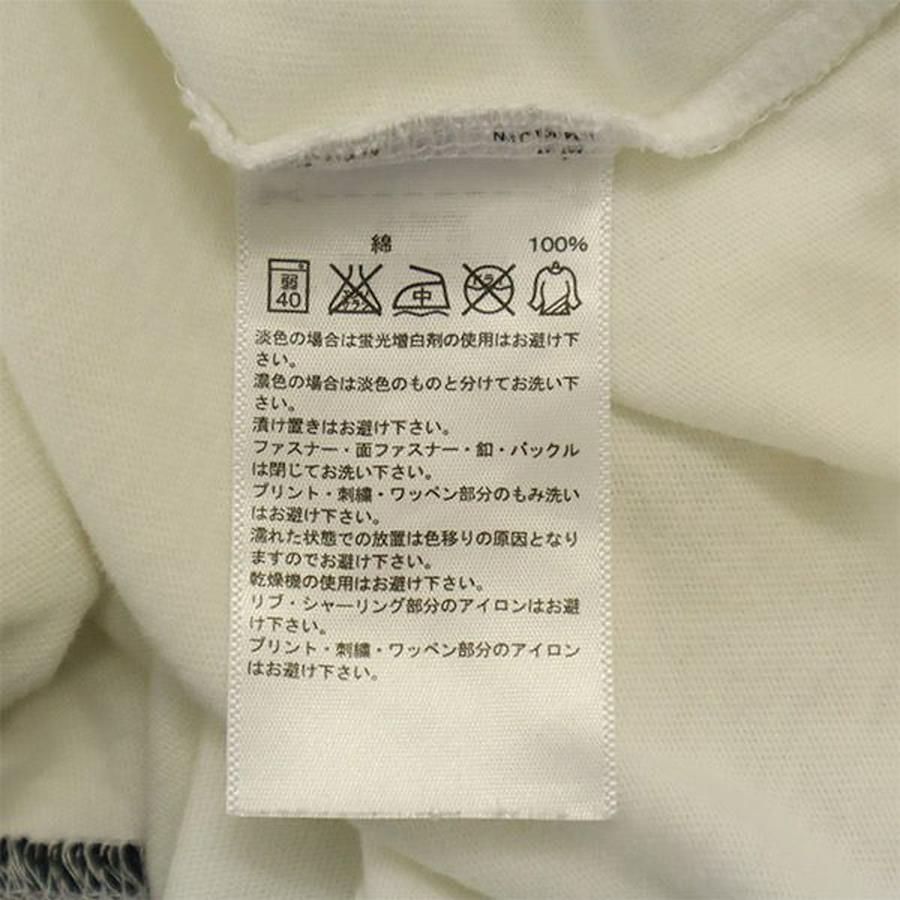 綿 100%
弱
40
中
ドライ
淡色の場合は蛍光増白剤の使用はお避け下
さい。
濃色の場合は淡色のものと分けてお洗い下
さい。
漬け置きはお避け下さい。
ファスナー・面ファスナー・釦・バックル
は閉じてお洗い下さい。
プリント・刺繍・ワッペン部分のもみ洗い
はお避け下さい。
濡れた状態での放置は色移りの原因となり
ますのでお避け下さい。
乾燥機の使用はお避け下さい。
リブ・シャーリング部分のアイロンはお避
け下さい。
プリント・刺繍・ワッペン部分のアイロン
はお避け下さい。